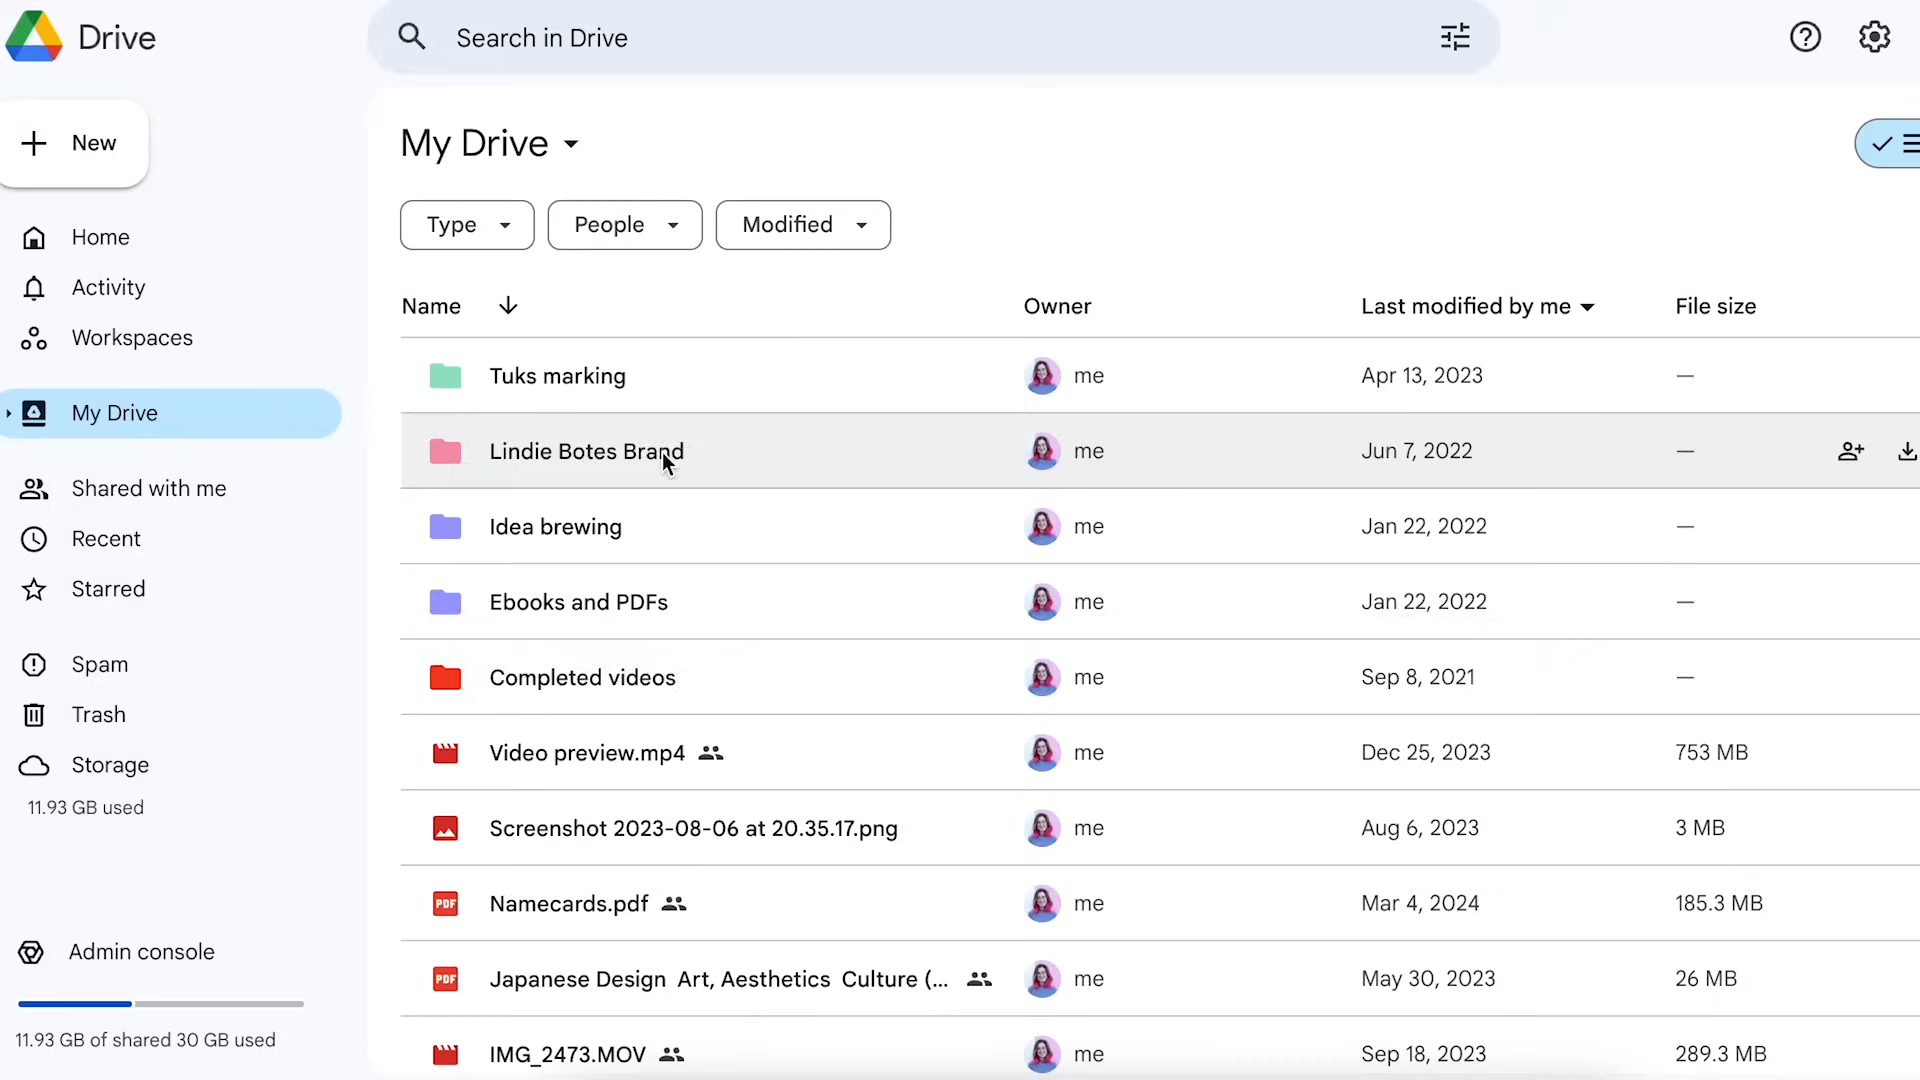 Drive
Search in Drive
New
My Drive
Type
People
Modified
Home
Activity
Workspaces
My Drive
Shared with me
Recent
Starred
Spam
Trash
Storage
11.93 GB used
Admin console
11.93 GB of shared 30 GB used
Name Owner Last modified by me File size
Tuks marking me Apr 13, 2023 —
Lindie Botes Brand me Jun 7, 2022 —
Idea brewing me Jan 22, 2022 —
Ebooks and PDFs me Jan 22, 2022 —
Completed videos me Sep 8, 2021 —
Video preview.mp4 me Dec 25, 2023 753 MB
Screenshot 2023-08-06 at 20.35.17.png me Aug 6, 2023 3 MB
PDF Namecards.pdf me Mar 4, 2024 185.3 MB
PDF Japanese Design Art, Aesthetics Culture (... me May 30, 2023 26 MB
IMG_2473.MOV me Sep 18, 2023 289.3 MB